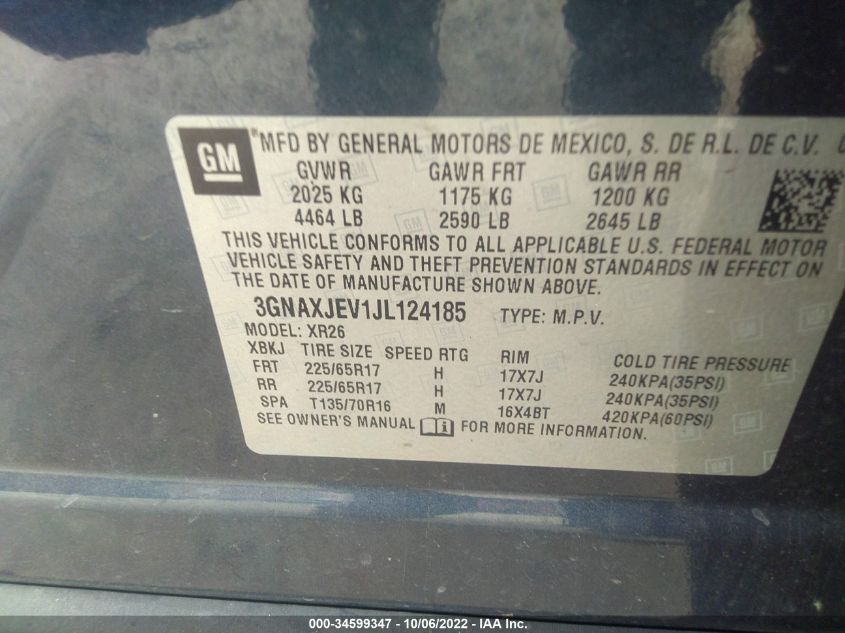 GM ®MFD BY GENERAL MOTORS DE MEXICO, S. DE R.L. DE C.V.
GVWR GAWR FRT GAWR RR
2025 KG 1175 KG 1200 KG
4464 LB 2590 LB 2645 LB
THIS VEHICLE CONFORMS TO ALL APPLICABLE U.S. FEDERAL MOTOR
VEHICLE SAFETY AND THEFT PREVENTION STANDARDS IN EFFECT ON
THE DATE OF MANUFACTURE SHOWN ABOVE.
3GNAXJEV1JL124185 TYPE: M.P.V.
MODEL: XR26
XBKJ TIRE SIZE SPEED RTG RIM COLD TIRE PRESSURE
FRT 225/65R17 H 17X7J 240KPA(35PSI)
RR 225/65R17 H 17X7J 240KPA(35PSI)
SPA T135/70R16 M 16X4BT 420KPA(60PSI)
SEE OWNER'S MANUAL FOR MORE INFORMATION.
000-34599347 - 10/06/2022 - IAA Inc.